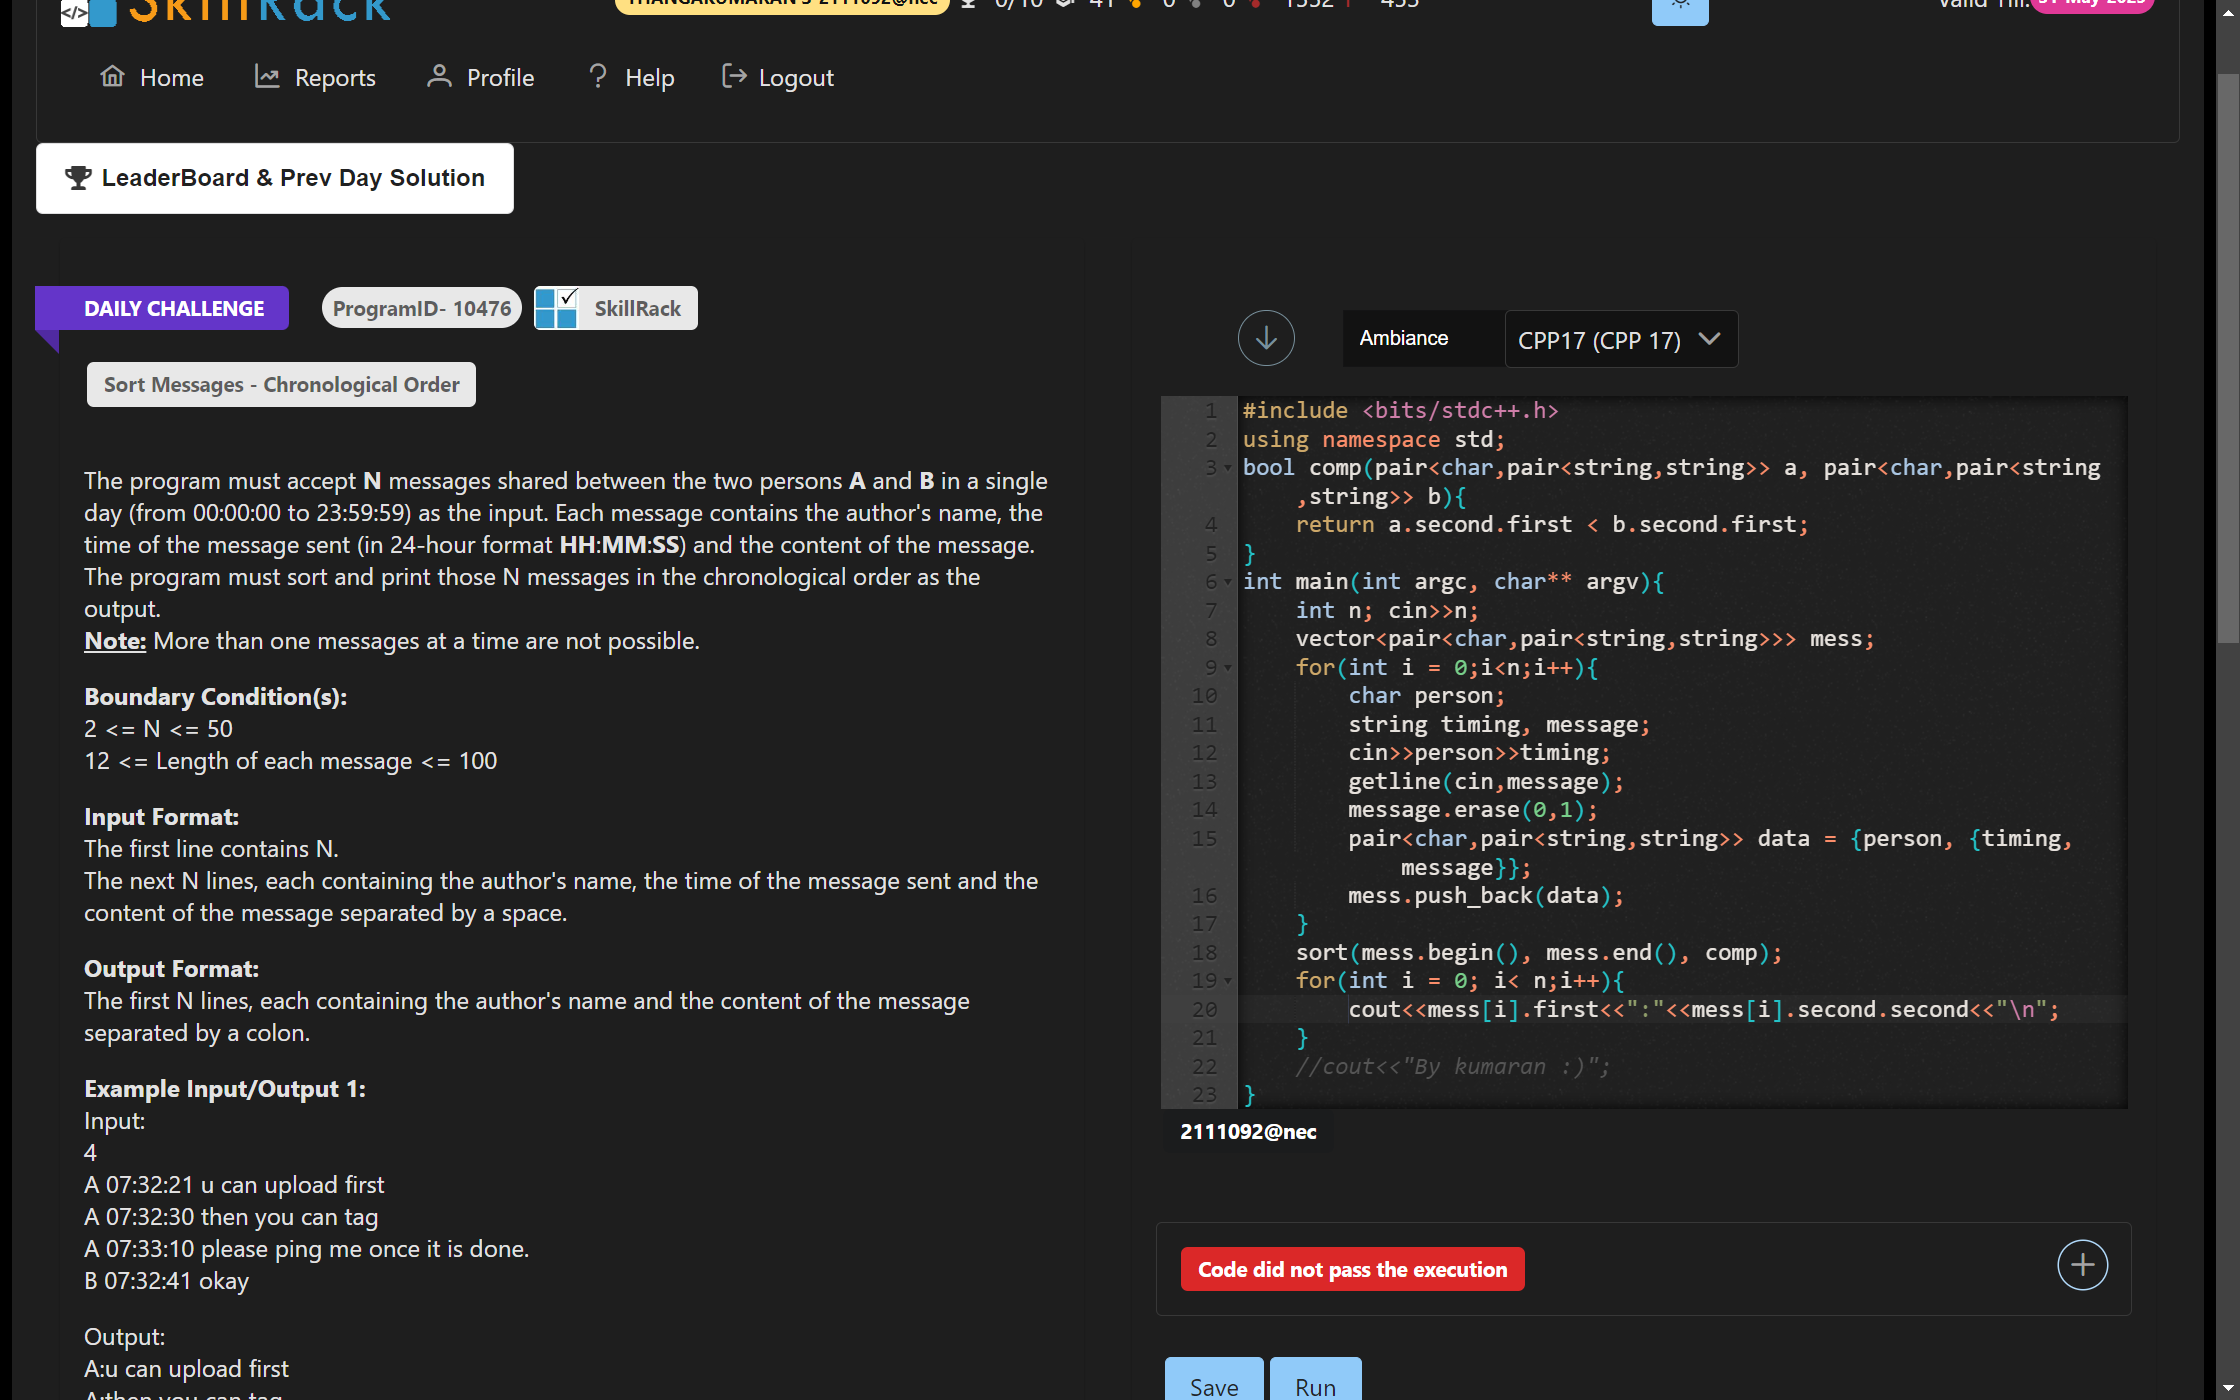 SkillRack
Home
Reports
Profile
Help
Logout
LeaderBoard & Prev Day Solution
DAILY CHALLENGE
ProgramID- 10476
SkillRack
Sort Messages - Chronological Order
The program must accept N messages shared between the two persons A and B in a single
day (from 00:00:00 to 23:59:59) as the input. Each message contains the author's name, the
time of the message sent (in 24-hour format HH:MM:SS) and the content of the message.
The program must sort and print those N messages in the chronological order as the
output.
Note: More than one messages at a time are not possible.
Boundary Condition(s):
2 <= N <= 50
12 <= Length of each message <= 100
Input Format:
The first line contains N.
The next N lines, each containing the author's name, the time of the message sent and the
content of the message separated by a space.
Output Format:
The first N lines, each containing the author's name and the content of the message
separated by a colon.
Example Input/Output 1:
Input:
4
A 07:32:21 u can upload first
A 07:32:30 then you can tag
A 07:33:10 please ping me once it is done.
B 07:32:41 okay
Output:
A:u can upload first
A:then you can tag
Ambiance
CPP17 (CPP 17)
1 #include <bits/stdc++.h>
2 using namespace std;
3 bool comp(pair<char,pair<string,string>> a, pair<char,pair<string
,string>> b){
4 return a.second.first < b.second.first;
5 }
6 int main(int argc, char** argv){
7 int n; cin>>n;
8 vector<pair<char,pair<string,string>>> mess;
9 for(int i = 0;i<n;i++){
10 char person;
11 string timing, message;
12 cin>>person>>timing;
13 getline(cin,message);
14 message.erase(0,1);
15 pair<char,pair<string,string>> data = {person, {timing,
message}};
16 mess.push_back(data);
17 }
18 sort(mess.begin(), mess.end(), comp);
19 for(int i = 0; i< n;i++){
20 cout<<mess[i].first<<":"<<mess[i].second.second<<"\n";
21 }
22 //cout<<"By kumaran :)";
23 }
2111092@nec
Code did not pass the execution
Save
Run